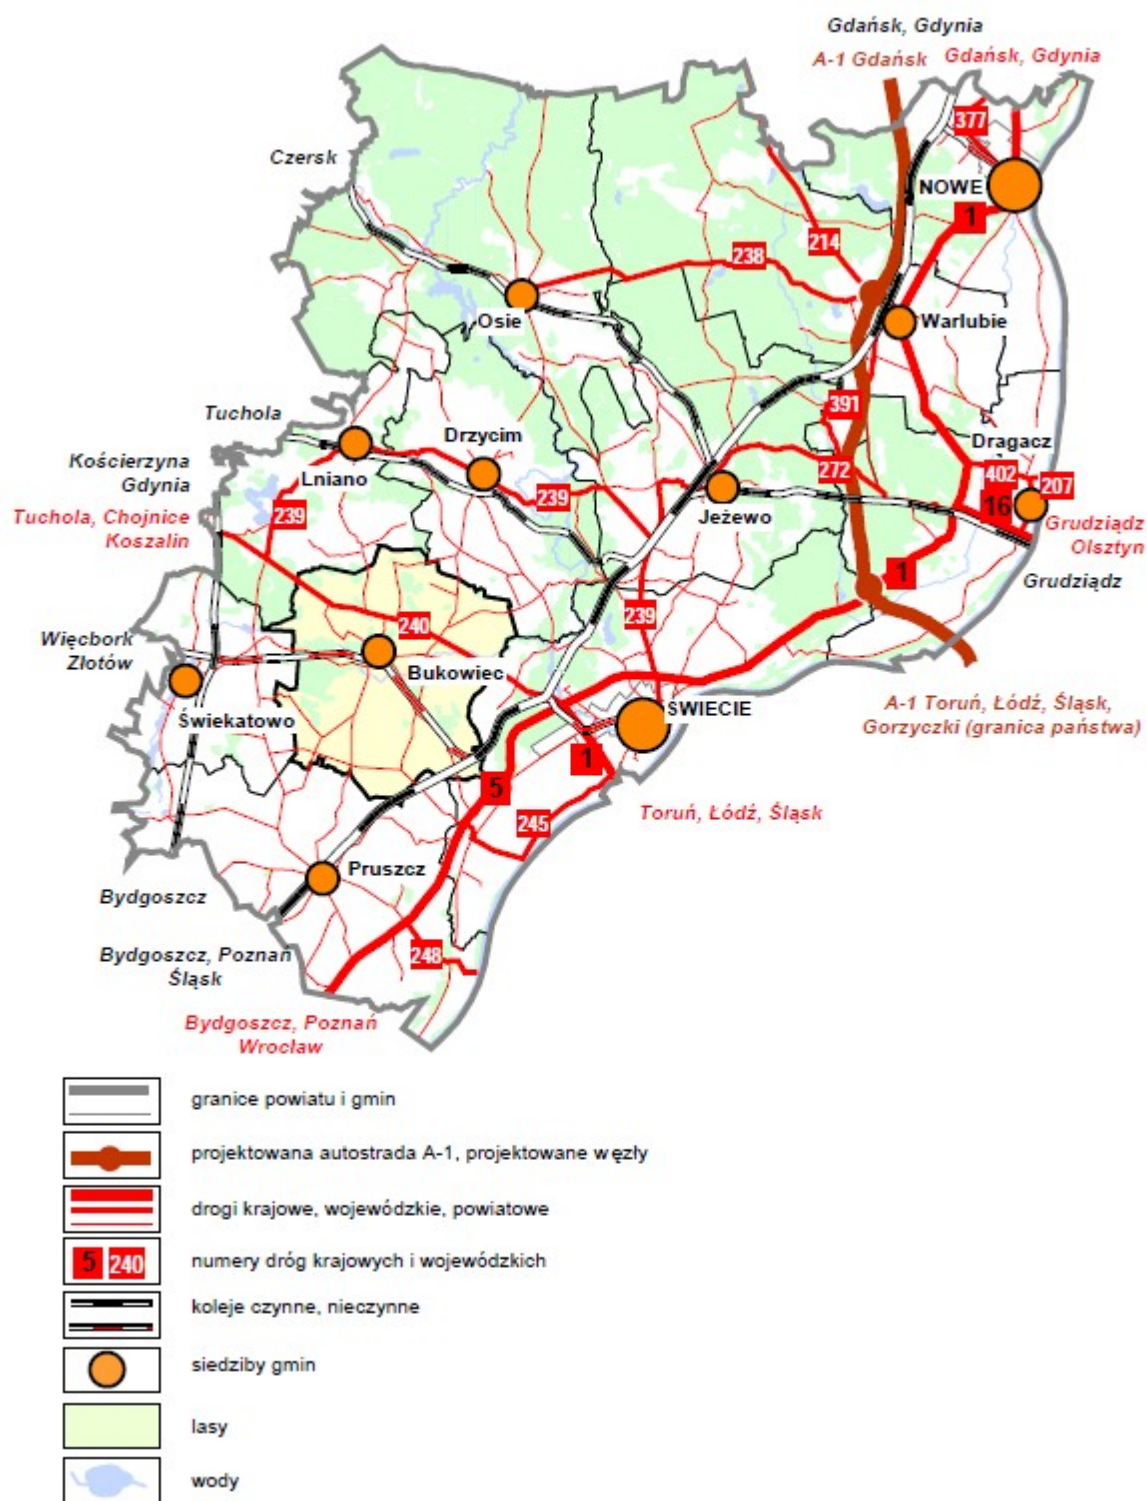 Gdańsk, Gdynia
A-1 Gdańsk
Gdańsk, Gdynia
377
Czersk
NOWE
1
214
238
Osie
Warlubie
391
Tuchola
Drzycim
Dragacz
Kościerzyna
Gdynia
Lniano
272
402
207
239
239
16
Jeżewo
Tuchola, Chojnice
Koszalin
Grudziądz
Olsztyn
1
Grudziądz
239
240
Więcbork
Złotów
Bukowiec
Świekatowo
ŚWIECIE
A-1 Toruń, Łódź, Śląsk,
Gorzyczki (granica państwa)
1
5
245
Toruń, Łódź, Śląsk
Pruszcz
Bydgoszcz
248
Bydgoszcz, Poznań
Śląsk
Bydgoszcz, Poznań
Wrocław
granice powiatu i gmin
projektowana autostrada A-1, projektowane węzły
drogi krajowe, wojewódzkie, powiatowe
5 240 numery dróg krajowych i wojewódzkich
koleje czynne, nieczynne
siedziby gmin
lasy
wody